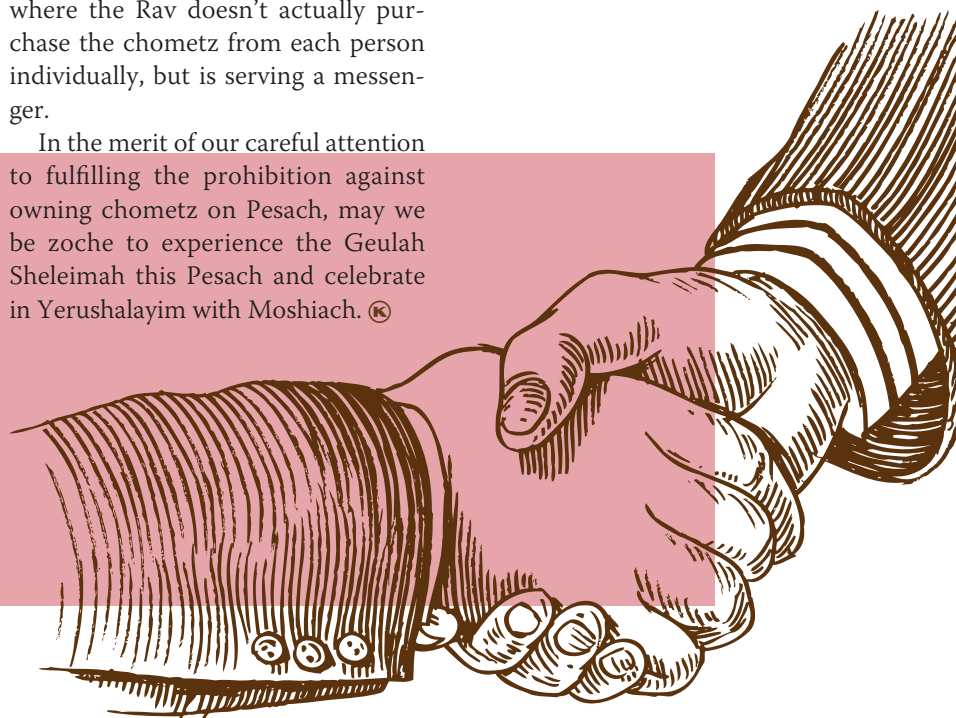 where the Rav doesn’t actually pur-
chase the chometz from each person
individually, but is serving a messen-
ger.
In the merit of our careful attention
to fulfilling the prohibition against
owning chometz on Pesach, may we
be zoche to experience the Geulah
Sheleimah this Pesach and celebrate
in Yerushalayim with Moshiach. K